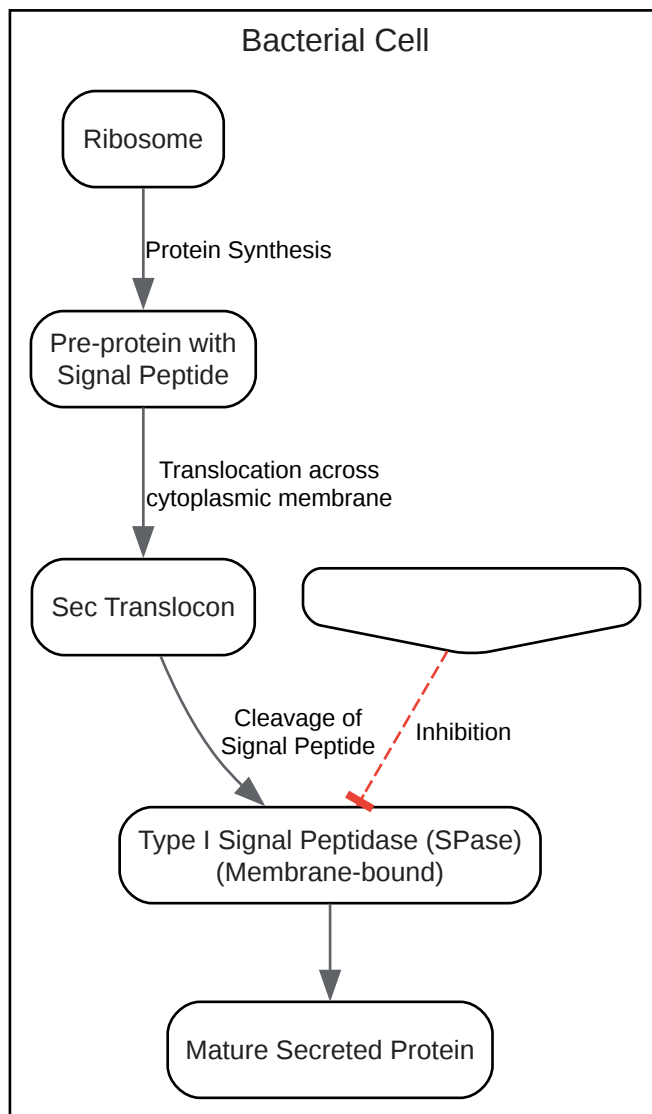 Bacterial Cell
Ribosome
Protein Synthesis
Pre-protein with
Signal Peptide
Translocation across
cytoplasmic membrane
Sec Translocon
Cleavage of
Signal Peptide
Inhibition
Type I Signal Peptidase (SPase)
(Membrane-bound)
Mature Secreted Protein